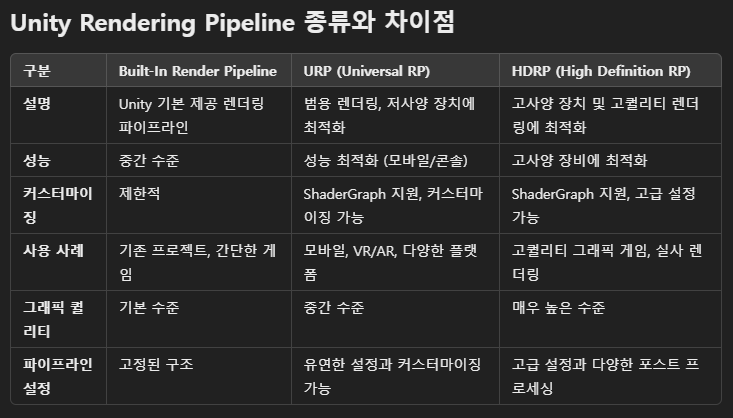 Unity Rendering Pipeline 종류와 차이점
구분 Built-In Render Pipeline URP (Universal RP) HDRP (High Definition RP)
설명 Unity 기본 제공 렌더링 범용 렌더링, 저사양 장치에 고사양 장치 및 고퀄리티 렌더
파이프라인 최적화 링에 최적화
성능 중간 수준 성능 최적화 (모바일/콘솔) 고사양 장비에 최적화
커스터마이 제한적 ShaderGraph 지원, 커스터마 ShaderGraph 지원, 고급 설정
징 이징 가능 가능
사용 사례 기존 프로젝트, 간단한 게 모바일, VR/AR, 다양한 플랫 고퀄리티 그래픽 게임, 실사 렌
임 폼 더링
그래픽 퀄 기본 수준 중간 수준 매우 높은 수준
리티
파이프라인 고정된 구조 유연한 설정과 커스터마이징 고급 설정과 다양한 포스트 프
설정 가능 로세싱